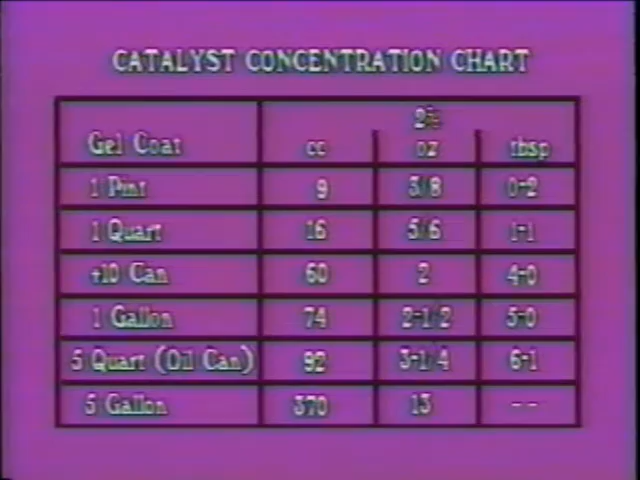 CATALYST CONCENTRATION CHART
2%
Gel Coat cc oz tbsp
1 Pint 9 0-2
1 Quart 16 5/6 1-1
+10 Can 60 2 4-0
1 Gallon 74 2-1/2 5-0
5 Quart (Oil Can) 92 3-1/4 6-1
5 Gallon 370 13 --